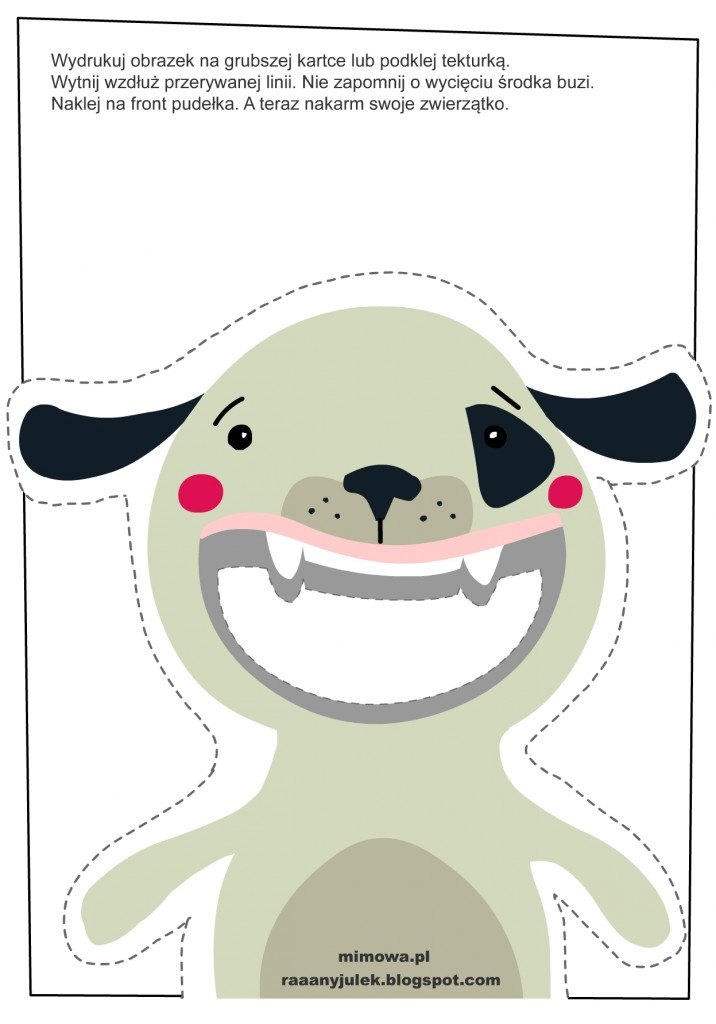 Wydrukuj obrazek na grubszej kartce lub podklej tekturką.
Wytnij wzdłuż przerywanej linii. Nie zapomnij o wycięciu środka buzi.
Naklej na front pudełka. A teraz nakarm swoje zwierzątko.
mimowa.pl
raaanyjulek.blogspot.com